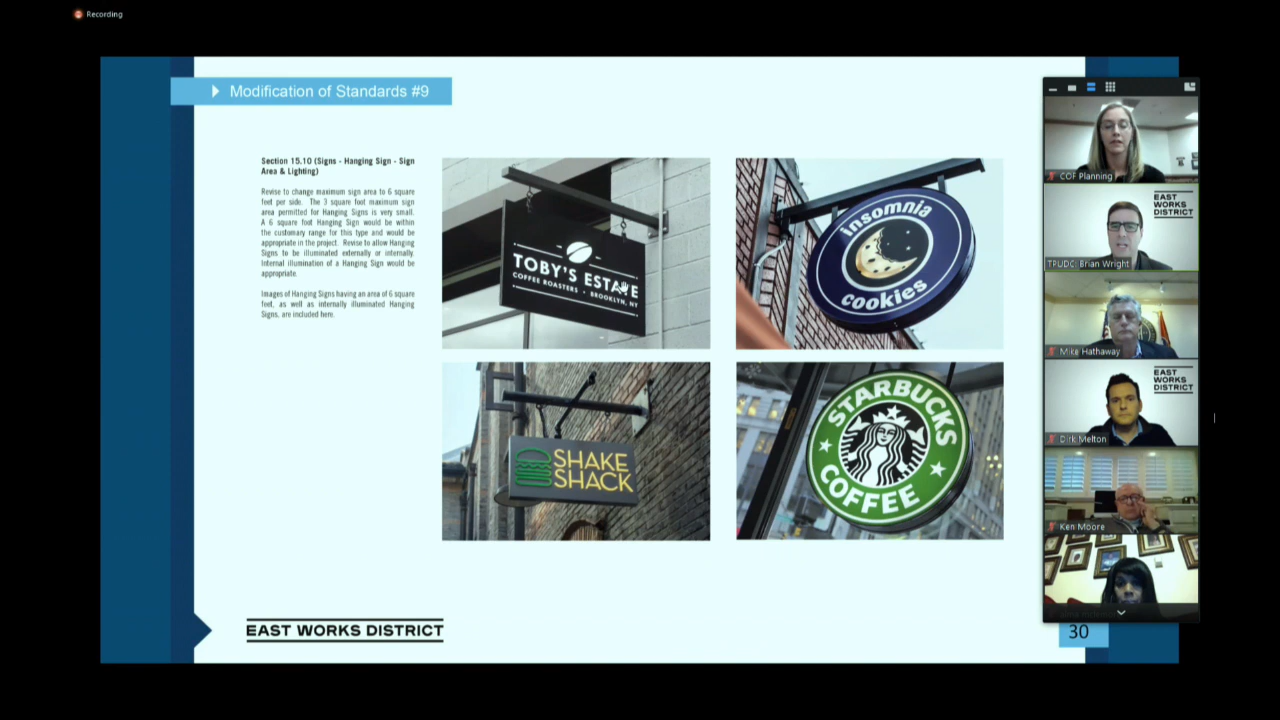 Recording
Modification of Standards #9
Section 15.10 (Signs - Hanging Sign - Sign
Area & Lighting)
Revise to change maximum sign area to 6 square
feet per side. The 3 square foot maximum sign
area permitted for Hanging Signs is very small.
A 6 square foot Hanging Sign would be within
the customary range for this type and would be
appropriate in the project. Revise to allow Hanging
Signs to be illuminated externally or internally.
Internal illumination of a Hanging Sign would be
appropriate.
Images of Hanging Signs having an area of 6 square
feet, as well as internally illuminated Hanging
Signs, are included here.
TOBY'S ESTATE
COFFEE ROASTERS • BROOKLYN, NY
insomnia
cookies
SHAKE
SHACK
STARBUCKS
COFFEE
EAST WORKS DISTRICT
30
COF Planning
EAST
WORKS
DISTRICT
TPUDC: Brian Wright
Mike Hathaway
EAST
WORKS
DISTRICT
Dirk Melton
Ken Moore